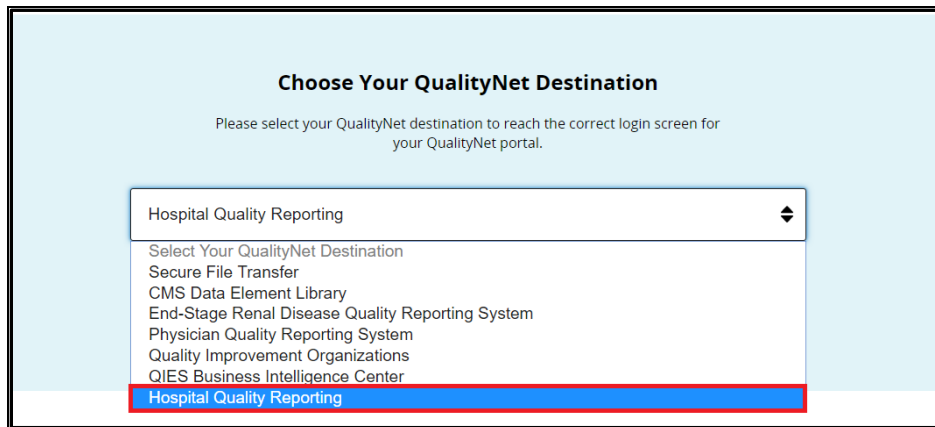 Choose Your QualityNet Destination
Please select your QualityNet destination to reach the correct login screen for
your QualityNet portal.
Hospital Quality Reporting
Select Your QualityNet Destination
Secure File Transfer
CMS Data Element Library
End-Stage Renal Disease Quality Reporting System
Physician Quality Reporting System
Quality Improvement Organizations
QIES Business Intelligence Center
Hospital Quality Reporting